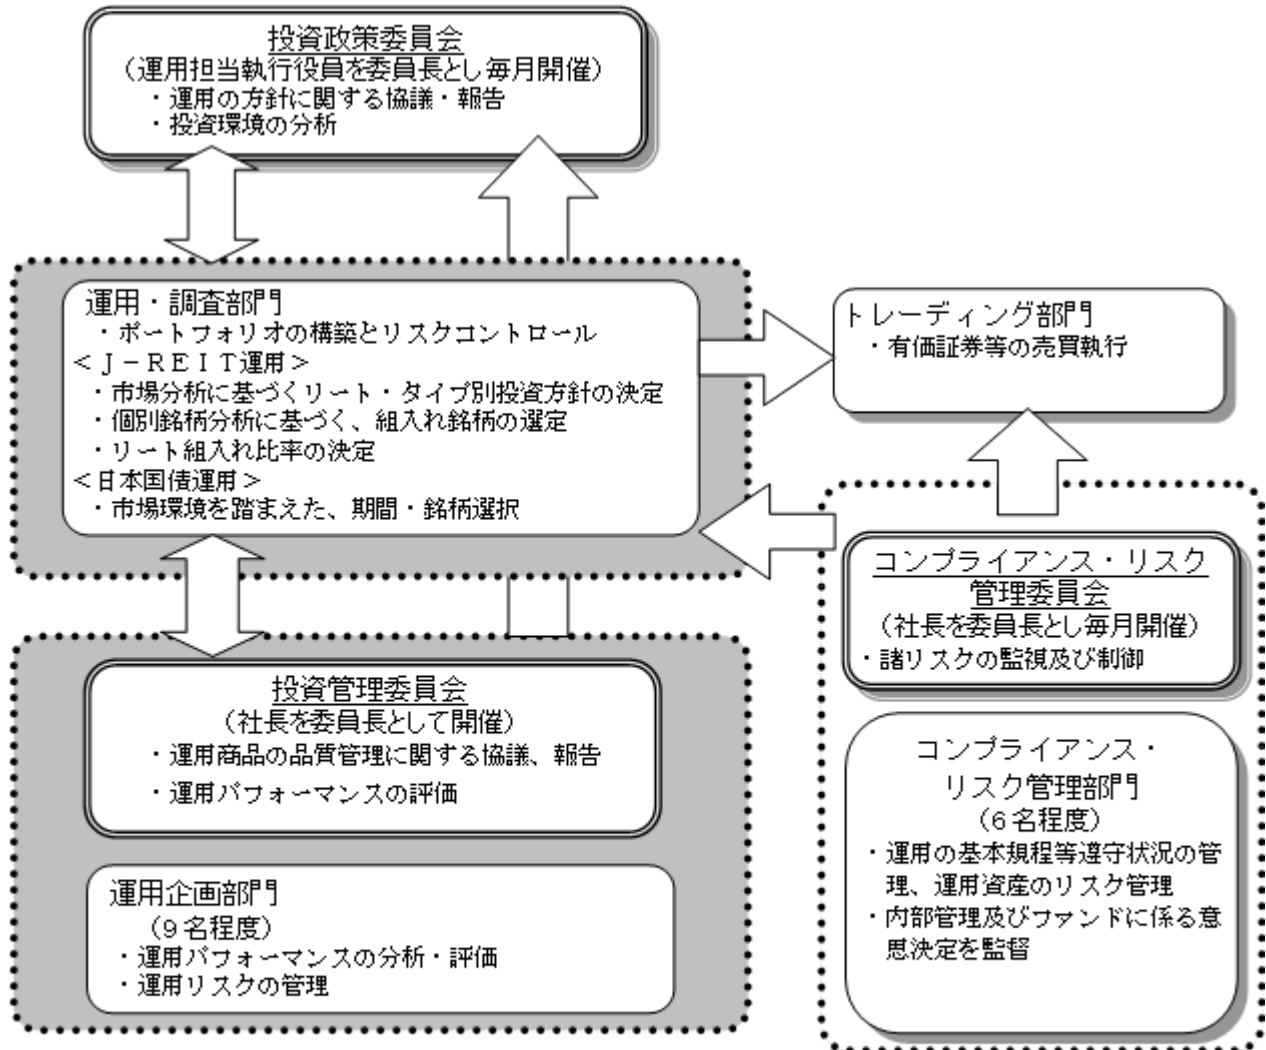 投資政策委員会
（運用担当執行役員を委員長とし毎月開催）
・運用の方針に関する協議・報告
・投資環境の分析
運用・調査部門
・ポートフォリオの構築とリスクコントロール
＜Ｊ－ＲＥＩＴ運用＞
・市場分析に基づくリート・タイプ別投資方針の決定
・個別銘柄分析に基づく、組入れ銘柄の選定
・リート組入れ比率の決定
＜日本国債運用＞
・市場環境を踏まえた、期間・銘柄選択
トレーディング部門
・有価証券等の売買執行
コンプライアンス・リスク
管理委員会
（社長を委員長とし毎月開催）
・諸リスクの監視及び制御
投資管理委員会
（社長を委員長として開催）
・運用商品の品質管理に関する協議、報告
・運用パフォーマンスの評価
運用企画部門
（９名程度）
・運用パフォーマンスの分析・評価
・運用リスクの管理
コンプライアンス・
リスク管理部門
（６名程度）
・運用の基本規程等遵守状況の管
理、運用資産のリスク管理
・内部管理及びファンドに係る意
思決定を監督